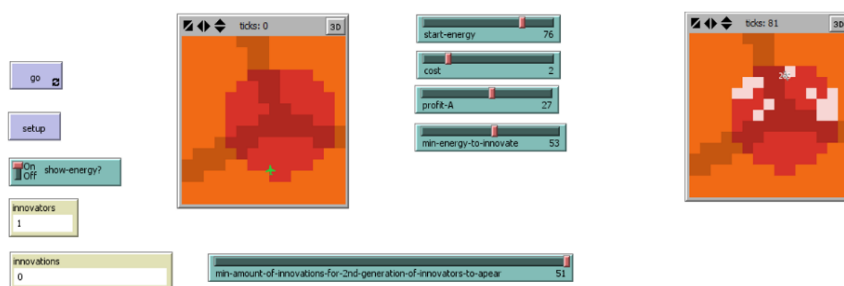 ticks: 0
3D
start-energy 76
ticks: 81
3D
go
cost 2
profit-A 27
setup
min-energy-to-innovate 53
On
Off show-energy?
innovators
1
innovations
0
min-amount-of-innovations-for-2nd-generation-of-innovators-to-apear 51